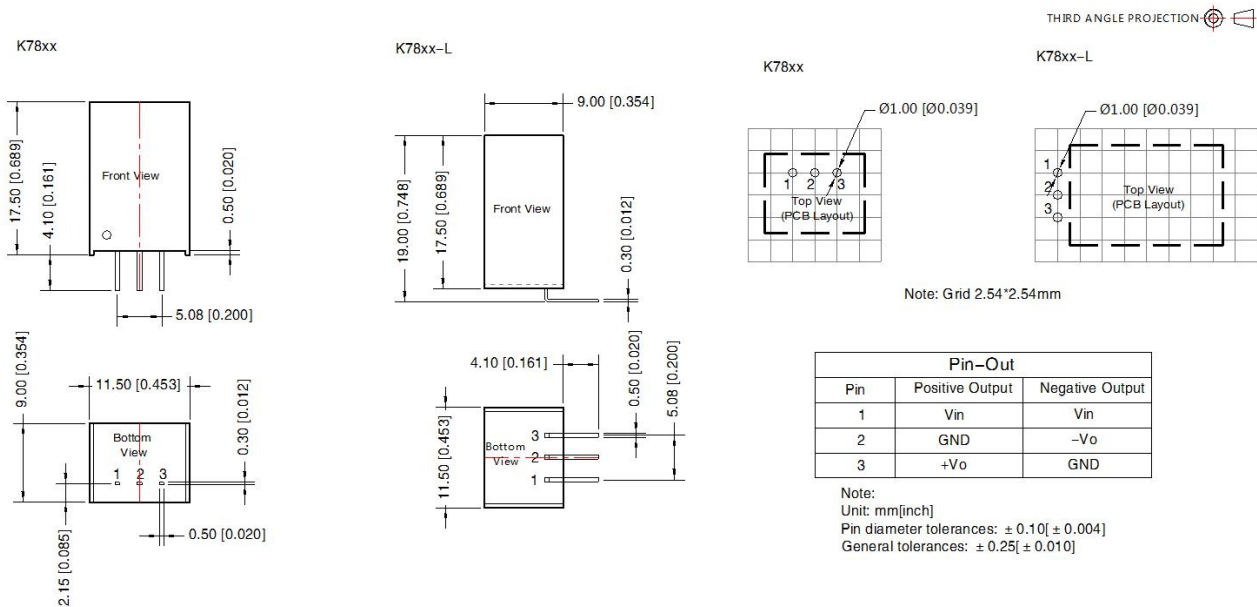 THIRD ANGLE PROJECTION
K78xx
17.50 [0.689]
4.10 [0.161]
Front View
0.50 [0.020]
5.08 [0.200]
9.00 [0.354]
11.50 [0.453]
Bottom
View
1 2 3
0.30 [0.012]
0.50 [0.020]
2.15 [0.085]
K78xx–L
9.00 [0.354]
19.00 [0.748]
17.50 [0.689]
Front View
0.30 [0.012]
4.10 [0.161]
0.50 [0.020]
5.08 [0.200]
11.50 [0.453]
Bottom
View
3
2
1
K78xx
Ø1.00 [Ø0.039]
1 2 3
Top View
(PCB Layout)
K78xx–L
Ø1.00 [Ø0.039]
1
2
3
Top View
(PCB Layout)
Note: Grid 2.54*2.54mm
Pin–Out
Pin Positive Output Negative Output
1 Vin Vin
2 GND –Vo
3 +Vo GND
Note:
Unit: mm[inch]
Pin diameter tolerances: ±0.10[±0.004]
General tolerances: ±0.25[±0.010]